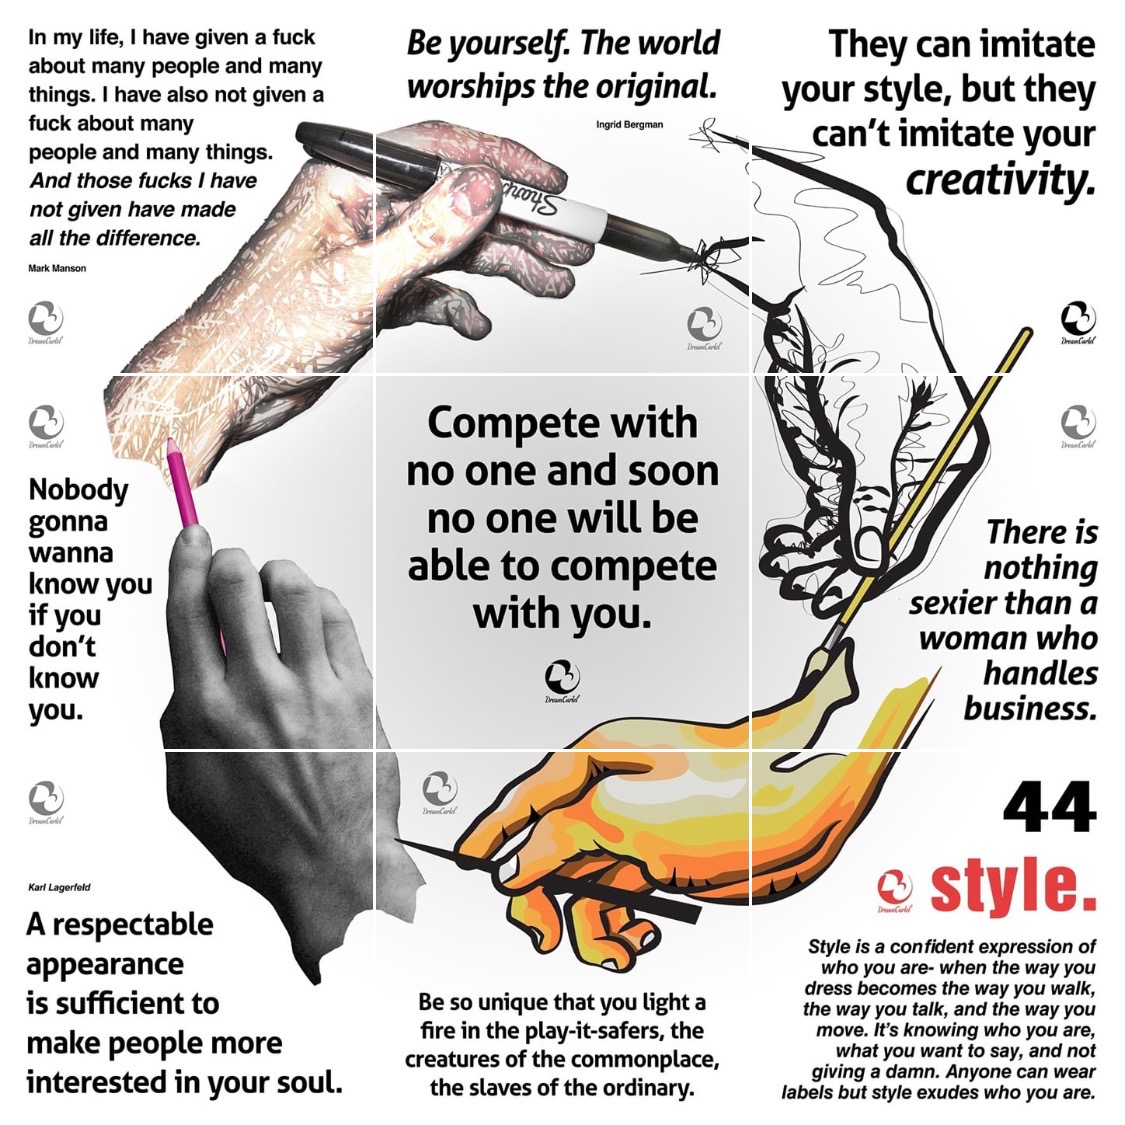 In my life, I have given a fuck
about many people and many
things. I have also not given a
fuck about many
people and many things.
And those fucks I have
not given have made
all the difference.
Mark Manson
DreamCartel
Be yourself. The world
worships the original.
Ingrid Bergman
Sharpie
DreamCartel
They can imitate
your style, but they
can't imitate your
creativity.
DreamCartel
DreamCartel
Nobody
gonna
wanna
know you
if you
don't
know
you.
Compete with
no one and soon
no one will be
able to compete
with you.
DreamCartel
DreamCartel
There is
nothing
sexier than a
woman who
handles
business.
DreamCartel
Karl Lagerfeld
A respectable
appearance
is sufficient to
make people more
interested in your soul.
DreamCartel
Be so unique that you light a
fire in the play-it-safers, the
creatures of the commonplace,
the slaves of the ordinary.
44
DreamCartel
style.
Style is a confident expression of
who you are- when the way you
dress becomes the way you walk,
the way you talk, and the way you
move. It's knowing who you are,
what you want to say, and not
giving a damn. Anyone can wear
labels but style exudes who you are.